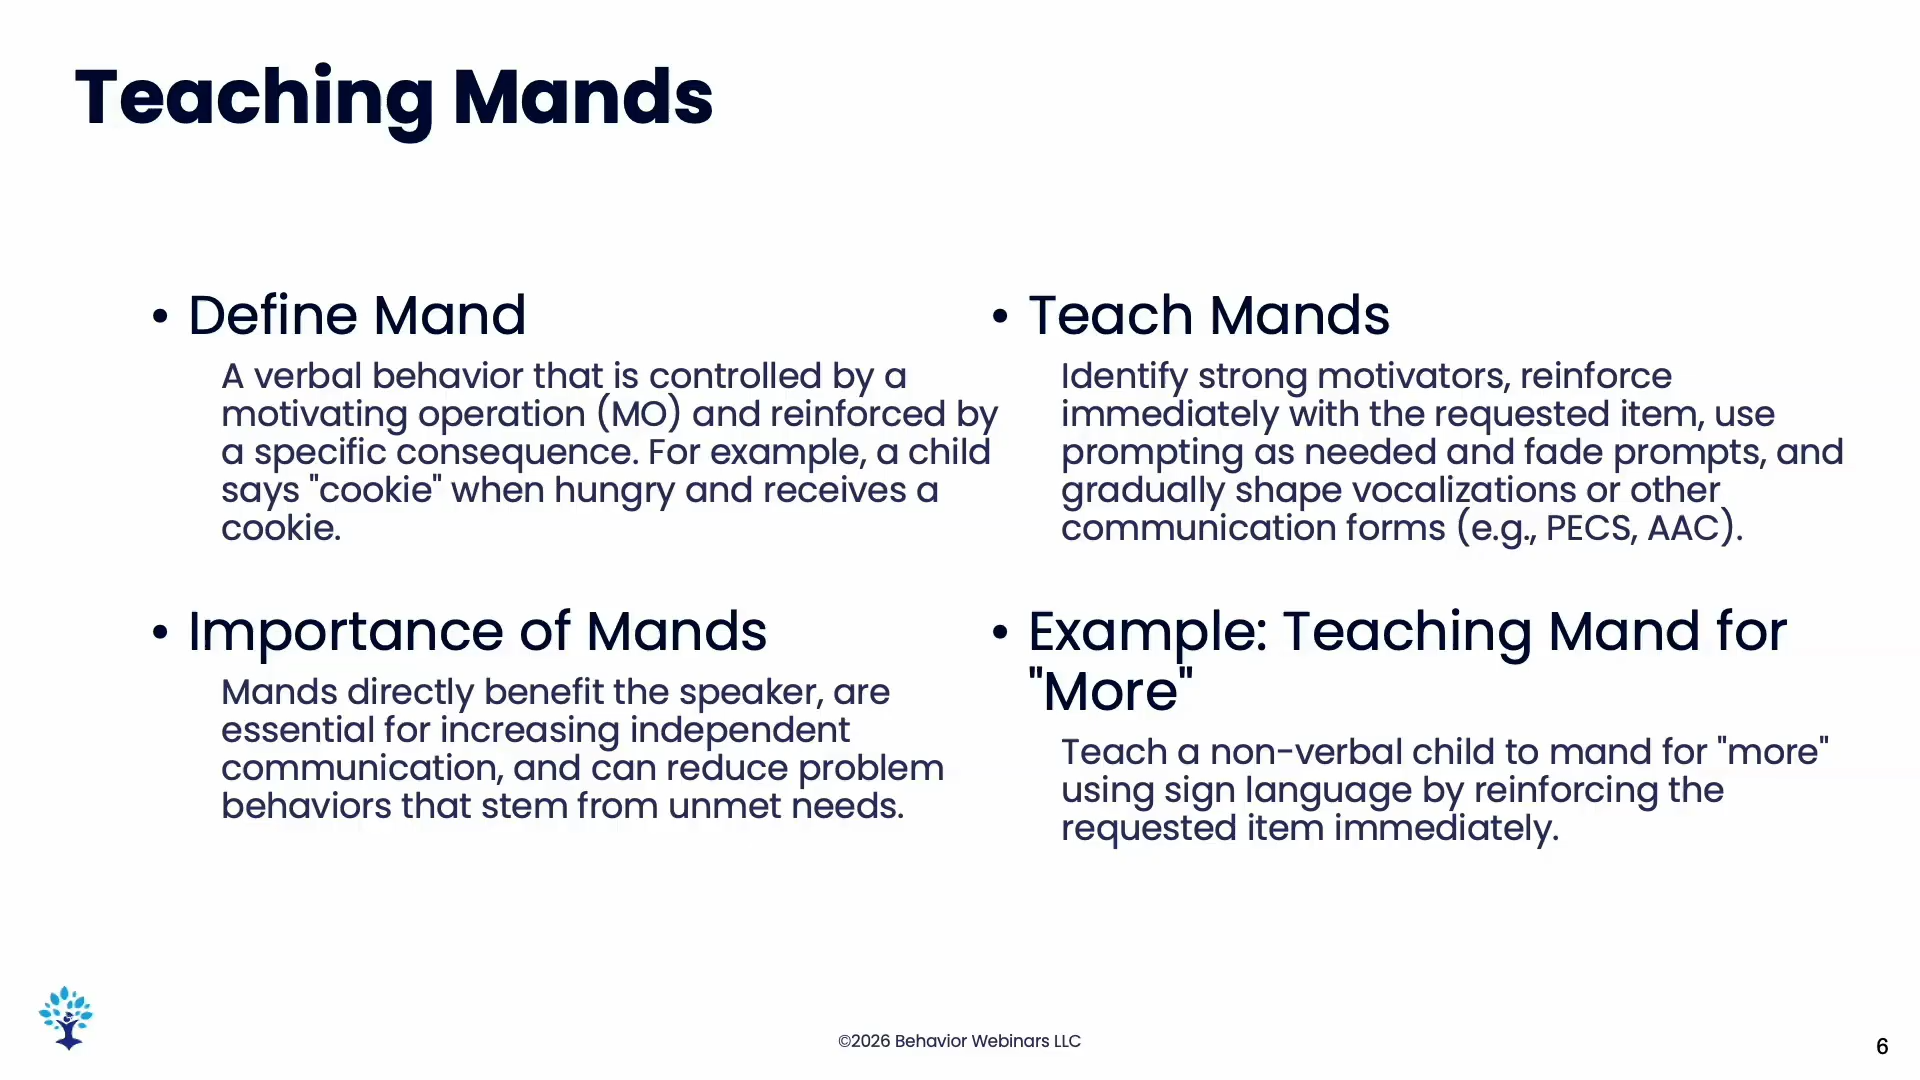 Teaching Mands
• Define Mand
A verbal behavior that is controlled by a
motivating operation (MO) and reinforced by
a specific consequence. For example, a child
says "cookie" when hungry and receives a
cookie.
• Importance of Mands
Mands directly benefit the speaker, are
essential for increasing independent
communication, and can reduce problem
behaviors that stem from unmet needs.
• Teach Mands
Identify strong motivators, reinforce
immediately with the requested item, use
prompting as needed and fade prompts, and
gradually shape vocalizations or other
communication forms (e.g., PECS, AAC).
• Example: Teaching Mand for
"More"
Teach a non-verbal child to mand for "more"
using sign language by reinforcing the
requested item immediately.
©2026 Behavior Webinars LLC
6